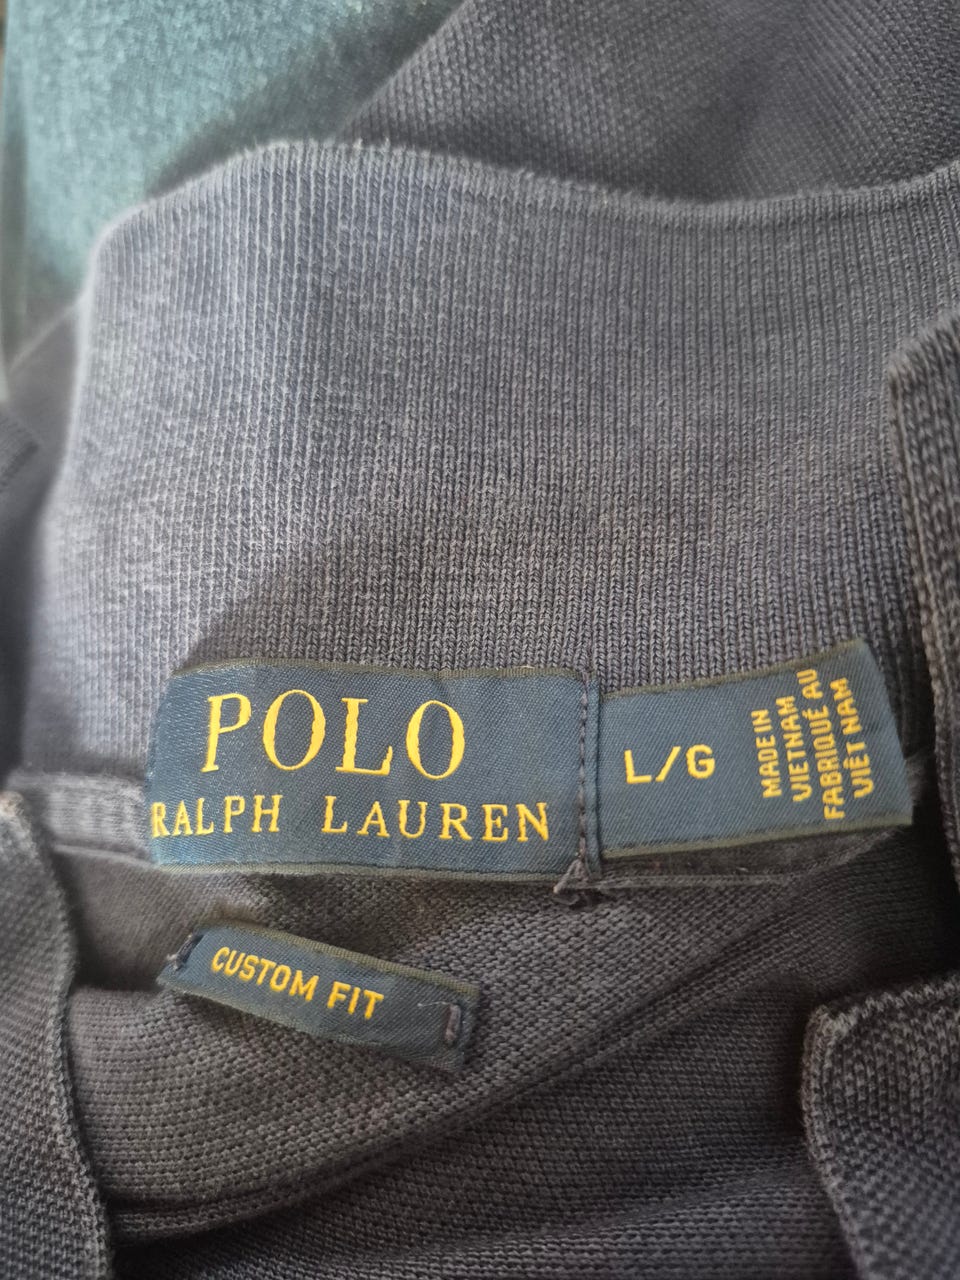 POLO
RALPH LAUREN
L/G
MADE IN
VIETNAM
FABRIQUÉ AU
VIÊT NAM
CUSTOM FIT